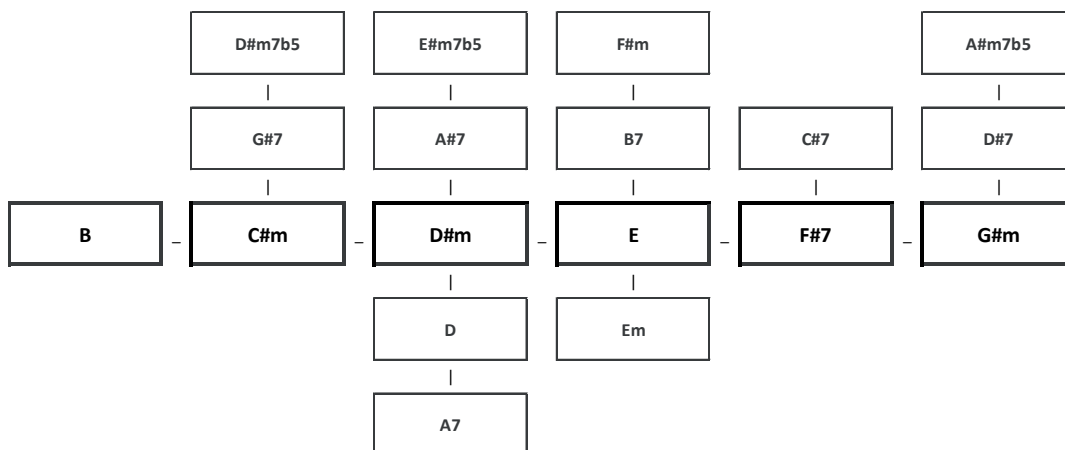 D#m7b5 E#m7b5 F#m A#m7b5
| | | |
G#7 A#7 B7 C#7 D#7
| | | | |
B – C#m – D#m – E – F#7 – G#m
| |
D Em
|
A7